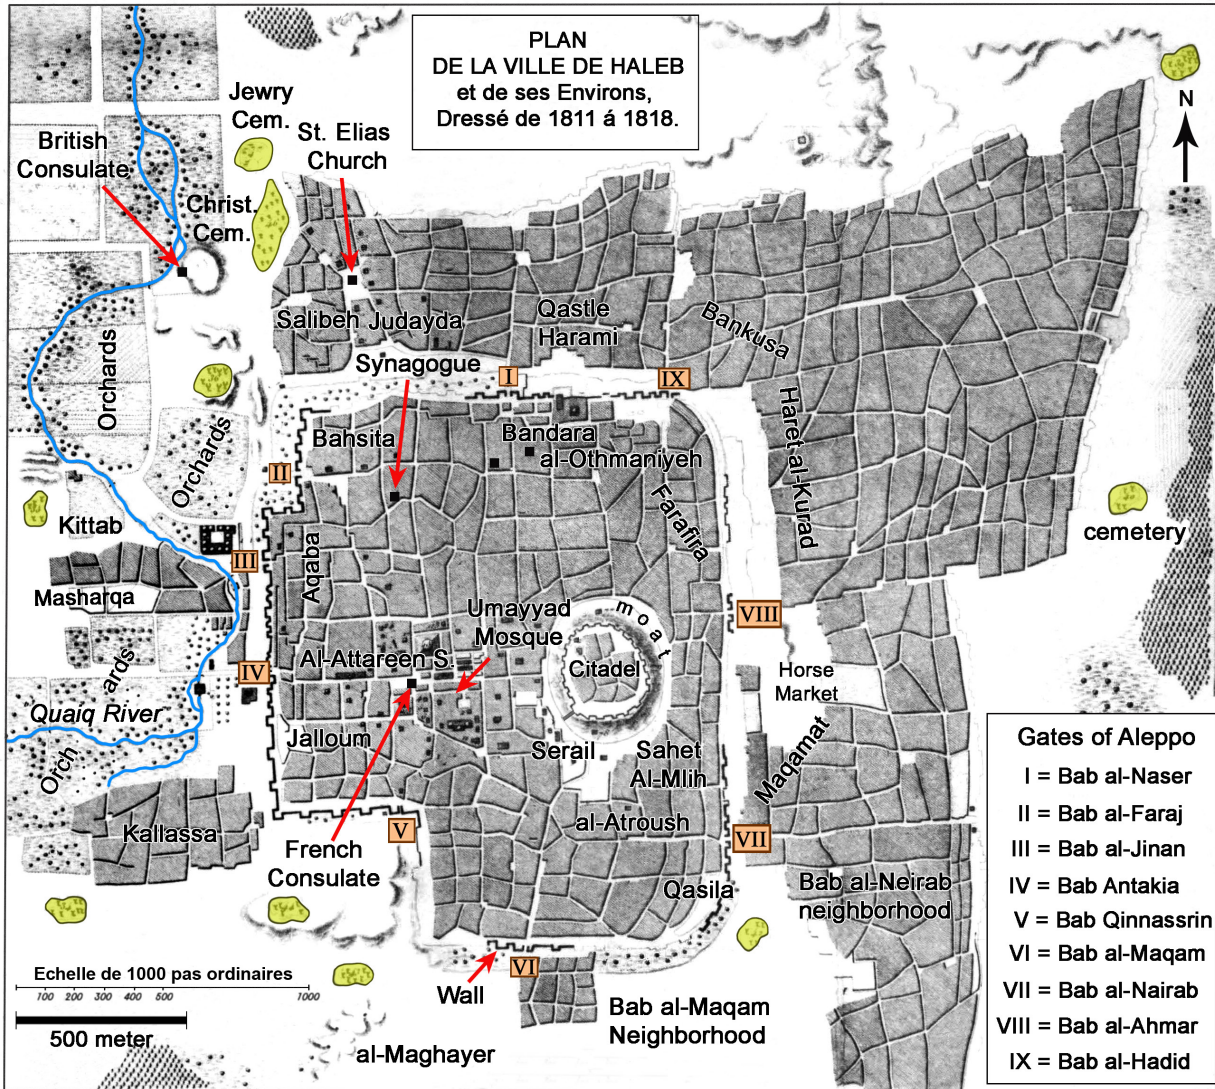 PLAN
DE LA VILLE DE HALEB
et de ses Environs,
Dressé de 1811 á 1818.
N
Jewry
Cem.
British
Consulate
St. Elias
Church
Christ.
Cem.
Salibeh
Judayda
Qastle
Harami
Bankusa
Orchards
Synagogue
I
IX
Bahsita
Bandara
al-Othmaniyeh
Haret al-Kurad
Orchards
II
Farafira
Kittab
cemetery
III
Aqaba
Masharqa
Umayyad
Mosque
moat
VIII
Al-Attareen S.
Citadel
IV
Horse
Market
Orch
ards
Quaiq River
Jalloum
Serail
Sahet
Al-Mlih
Maqamat
Kallassa
V
al-Atroush
VII
French
Consulate
Qasila
Bab al-Neirab
neighborhood
Wall
VI
Bab al-Maqam
Neighborhood
al-Maghayer
Echelle de 1000 pas ordinaires
100 200 300 400 500 1000
500 meter
Gates of Aleppo
I = Bab al-Naser
II = Bab al-Faraj
III = Bab al-Jinan
IV = Bab Antakia
V = Bab Qinnassrin
VI = Bab al-Maqam
VII = Bab al-Nairab
VIII = Bab al-Ahmar
IX = Bab al-Hadid